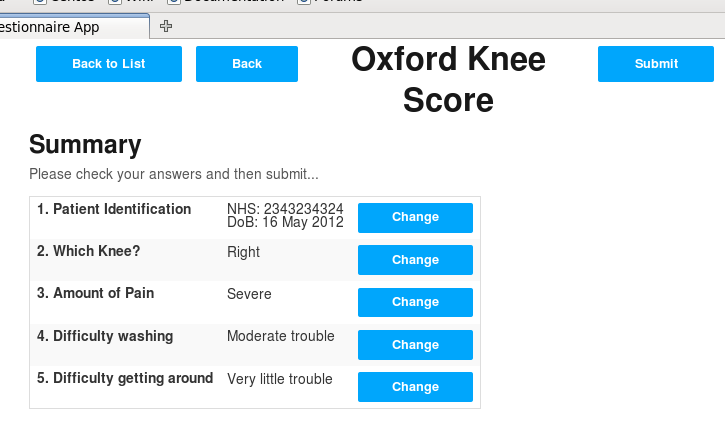 estionnaire App
Back to List
Back
Oxford Knee
Score
Submit
Summary
Please check your answers and then submit...
1. Patient Identification NHS: 2343234324
DoB: 16 May 2012
Change
2. Which Knee? Right Change
3. Amount of Pain Severe Change
4. Difficulty washing Moderate trouble Change
5. Difficulty getting around Very little trouble Change